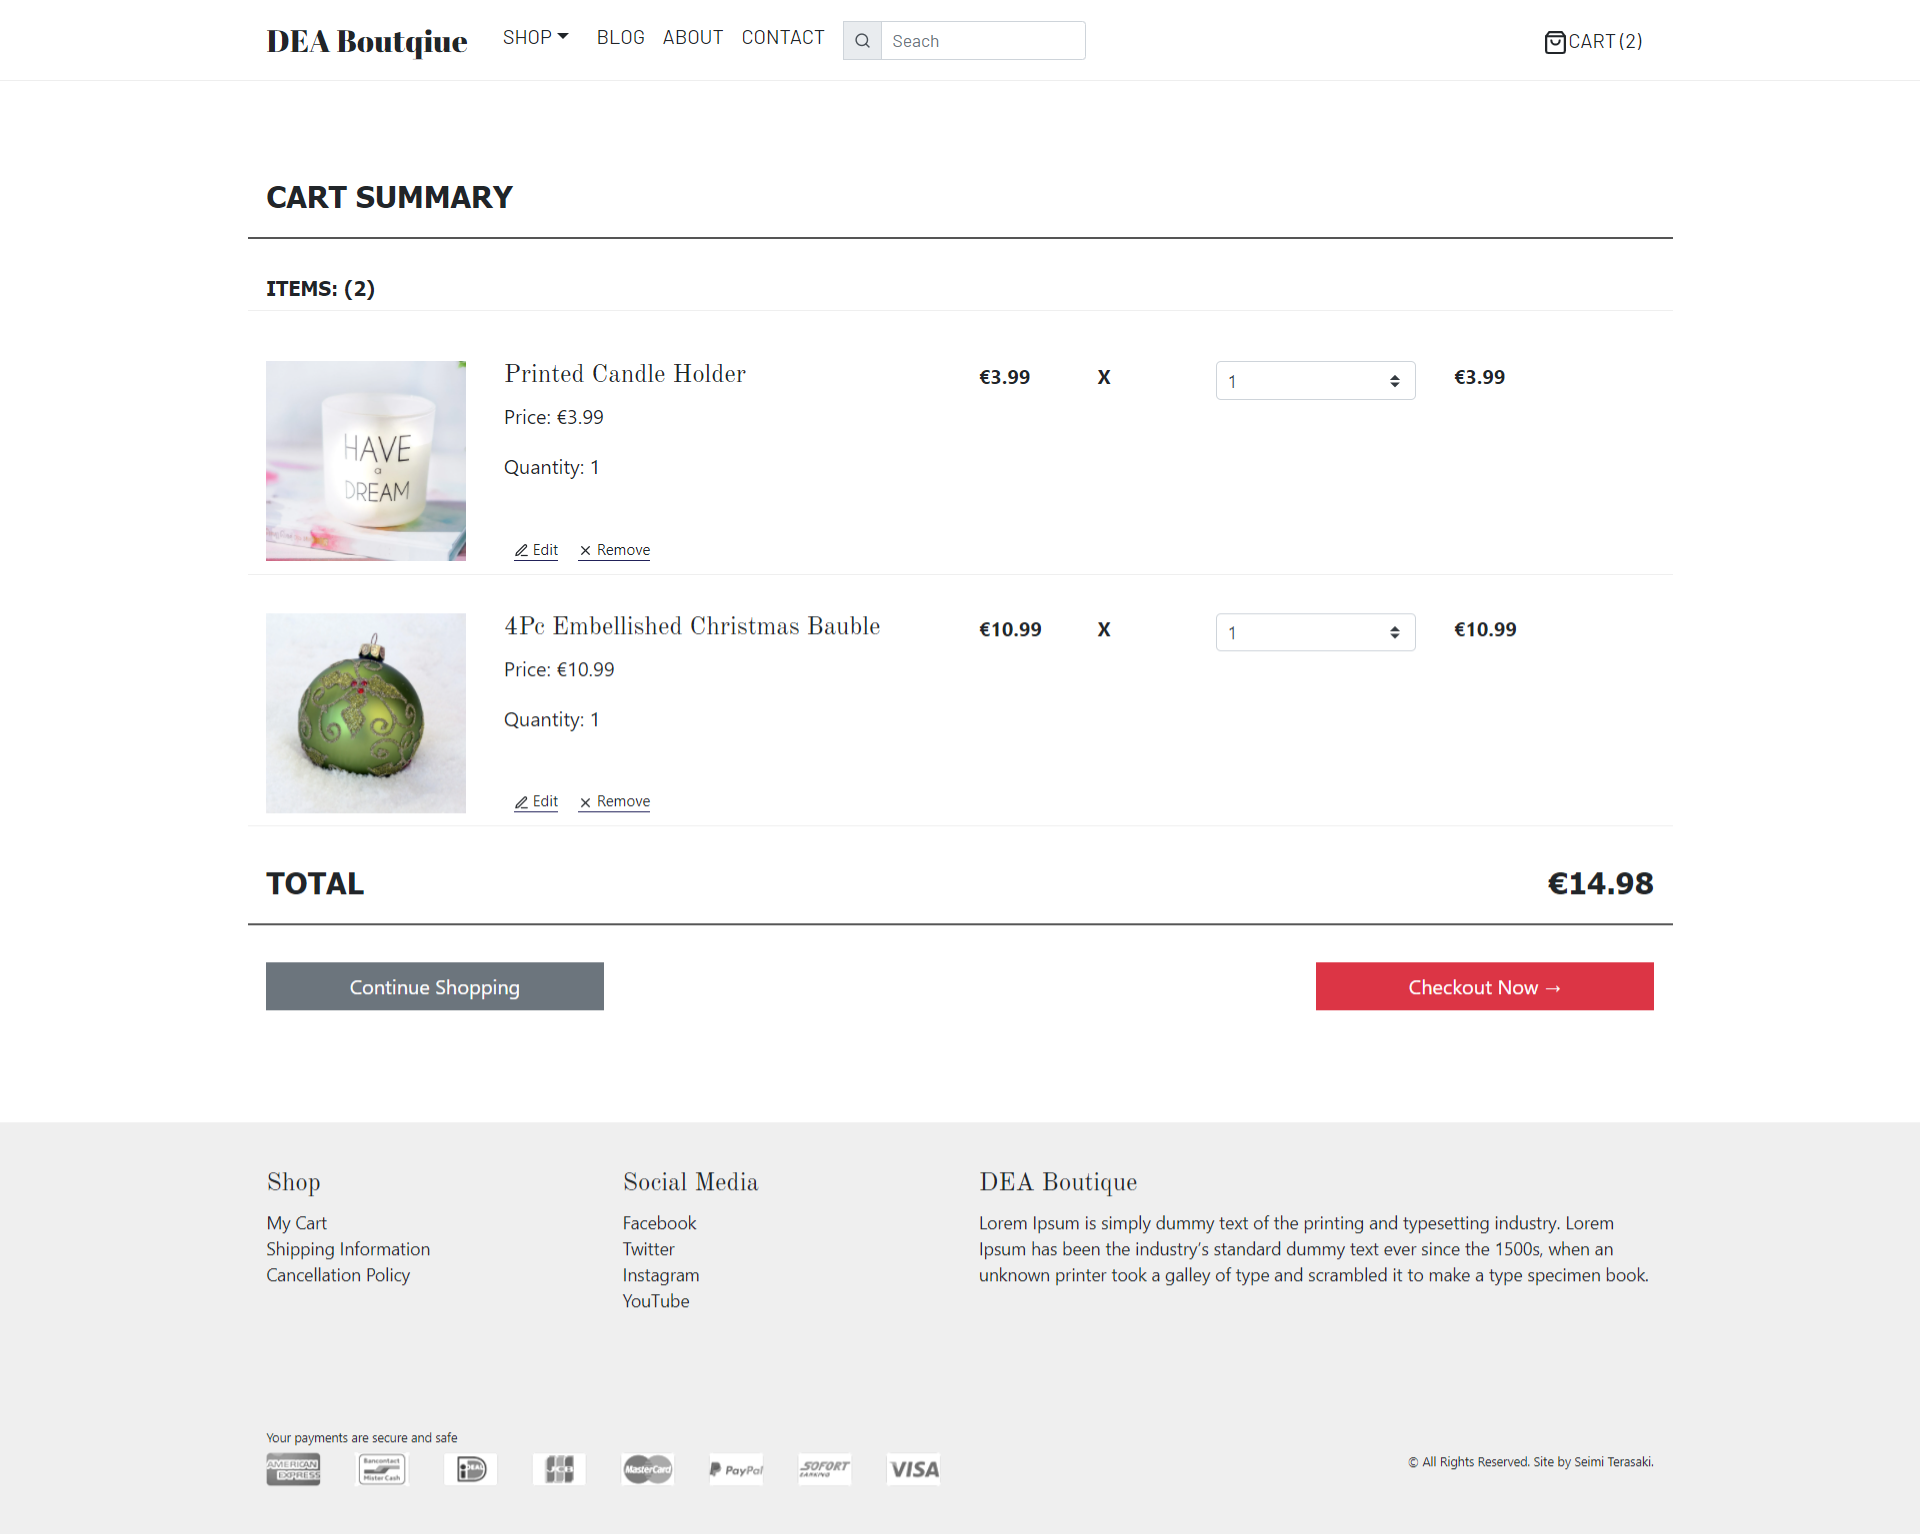 DEA Boutqiue SHOP BLOG ABOUT CONTACT Seach CART (2)
CART SUMMARY
ITEMS: (2)
Printed Candle Holder €3.99 X 1 €3.99
Price: €3.99
Quantity: 1
HAVE
a
DREAM
Edit Remove
4Pc Embellished Christmas Bauble €10.99 X 1 €10.99
Price: €10.99
Quantity: 1
Edit Remove
TOTAL €14.98
Continue Shopping Checkout Now →
Shop
My Cart
Shipping Information
Cancellation Policy
Social Media
Facebook
Twitter
Instagram
YouTube
DEA Boutique
Lorem Ipsum is simply dummy text of the printing and typesetting industry. Lorem
Ipsum has been the industry's standard dummy text ever since the 1500s, when an
unknown printer took a galley of type and scrambled it to make a type specimen book.
Your payments are secure and safe
AMERICAN
EXPRESS
Bancontact
Mister Cash
iDEAL
JCB
MasterCard
PayPal
SOFORT
BANKING
VISA
© All Rights Reserved. Site by Seimi Terasaki.